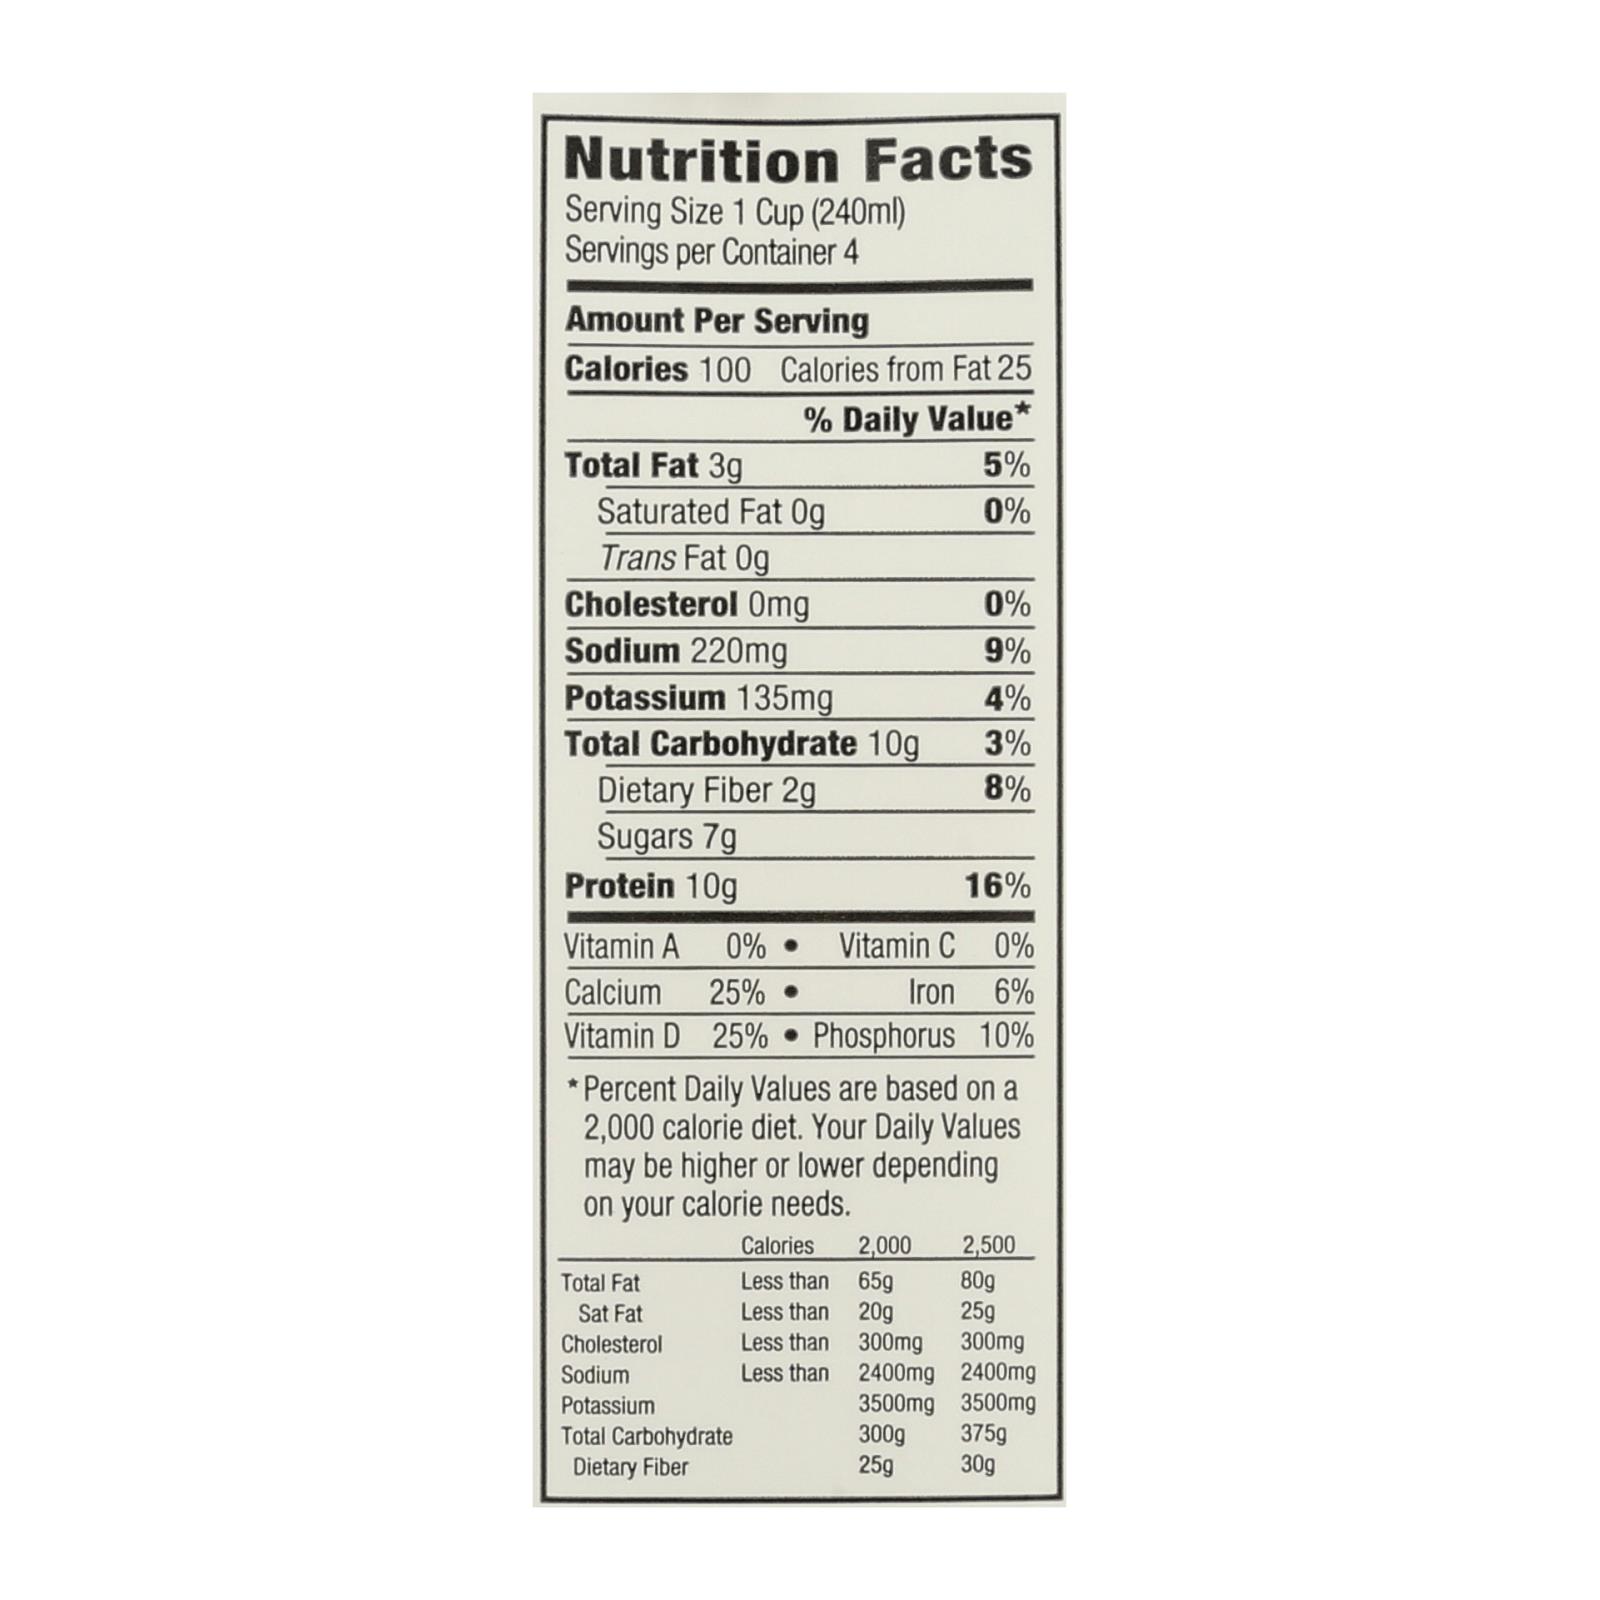 Nutrition Facts
Serving Size 1 Cup (240ml)
Servings per Container 4
Amount Per Serving
Calories 100 Calories from Fat 25
% Daily Value*
Total Fat 3g 5%
Saturated Fat 0g 0%
Trans Fat 0g
Cholesterol 0mg 0%
Sodium 220mg 9%
Potassium 135mg 4%
Total Carbohydrate 10g 3%
Dietary Fiber 2g 8%
Sugars 7g
Protein 10g 16%
Vitamin A 0% • Vitamin C 0%
Calcium 25% • Iron 6%
Vitamin D 25% • Phosphorus 10%
*Percent Daily Values are based on a
2,000 calorie diet. Your Daily Values
may be higher or lower depending
on your calorie needs.
Calories 2,000 2,500
Total Fat Less than 65g 80g
Sat Fat Less than 20g 25g
Cholesterol Less than 300mg 300mg
Sodium Less than 2400mg 2400mg
Potassium 3500mg 3500mg
Total Carbohydrate 300g 375g
Dietary Fiber 25g 30g